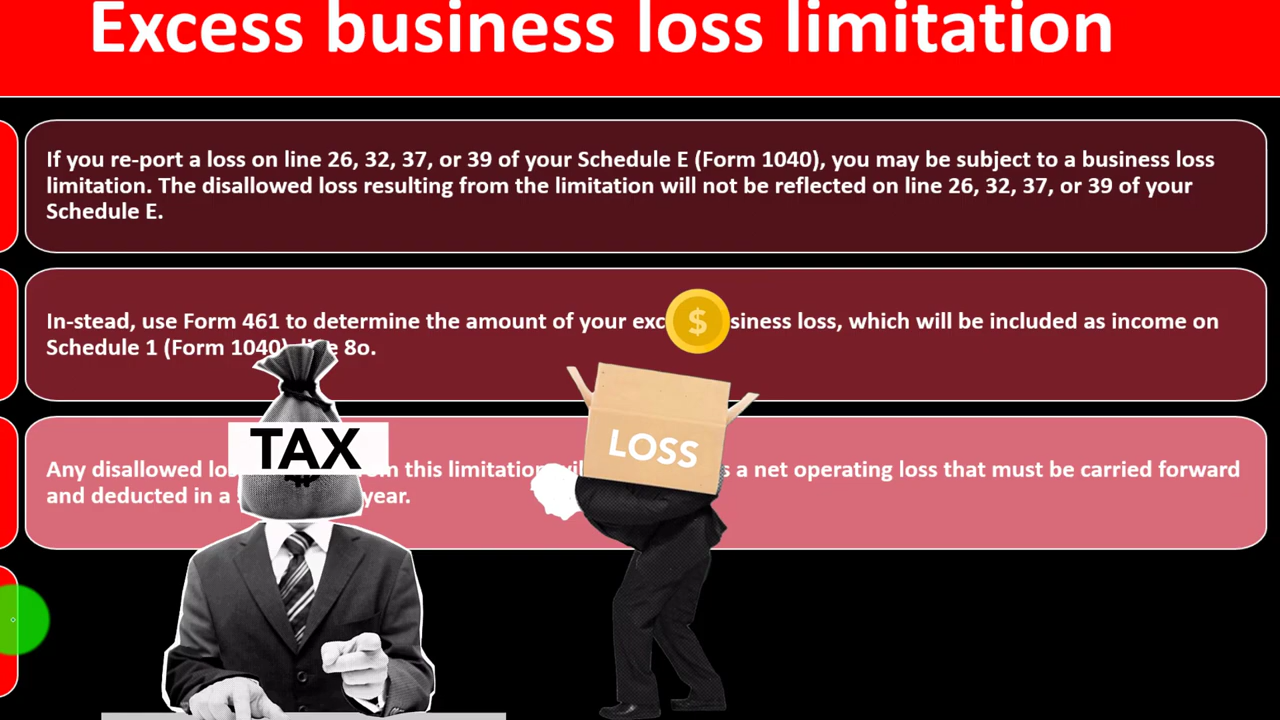 Excess business loss limitation
If you re-port a loss on line 26, 32, 37, or 39 of your Schedule E (Form 1040), you may be subject to a business loss
limitation. The disallowed loss resulting from the limitation will not be reflected on line 26, 32, 37, or 39 of your
Schedule E.
In-stead, use Form 461 to determine the amount of your exc siness loss, which will be included as income on
Schedule 1 (Form 1040), e 8o.
$
LOSS
TAX
Any disallowed lo m this limitation a net operating loss that must be carried forward
and deducted in a year.